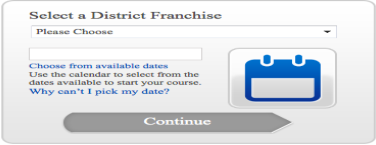 Select a District Franchise
Please Choose
Choose from available dates
Use the calendar to select from the
dates available to start your course.
Why can't I pick my date?
Continue